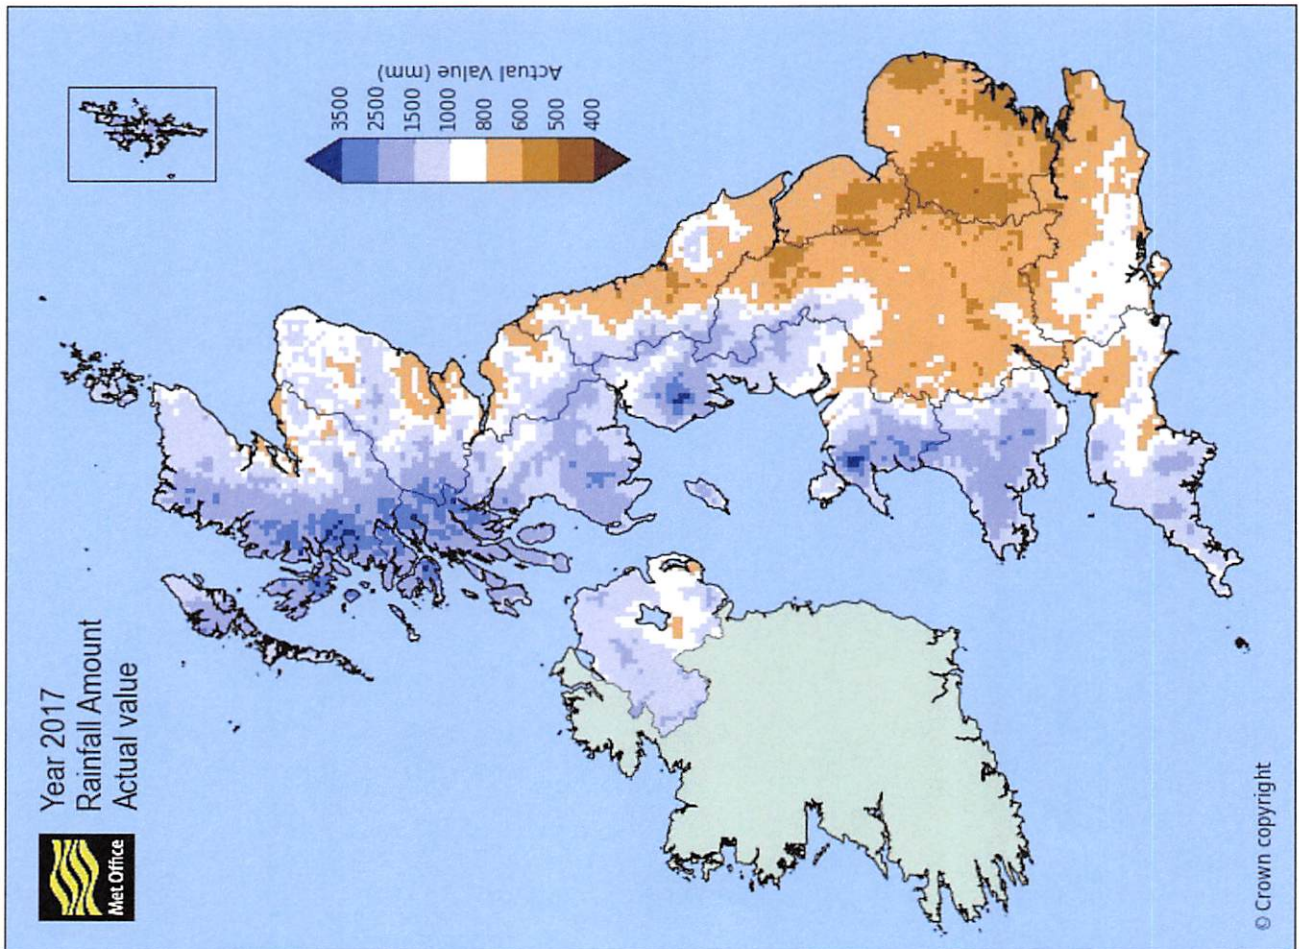 Met Office
Year 2017
Rainfall Amount
Actual value
Actual Value (mm)
3500
2500
1500
1000
800
600
500
400
© Crown copyright